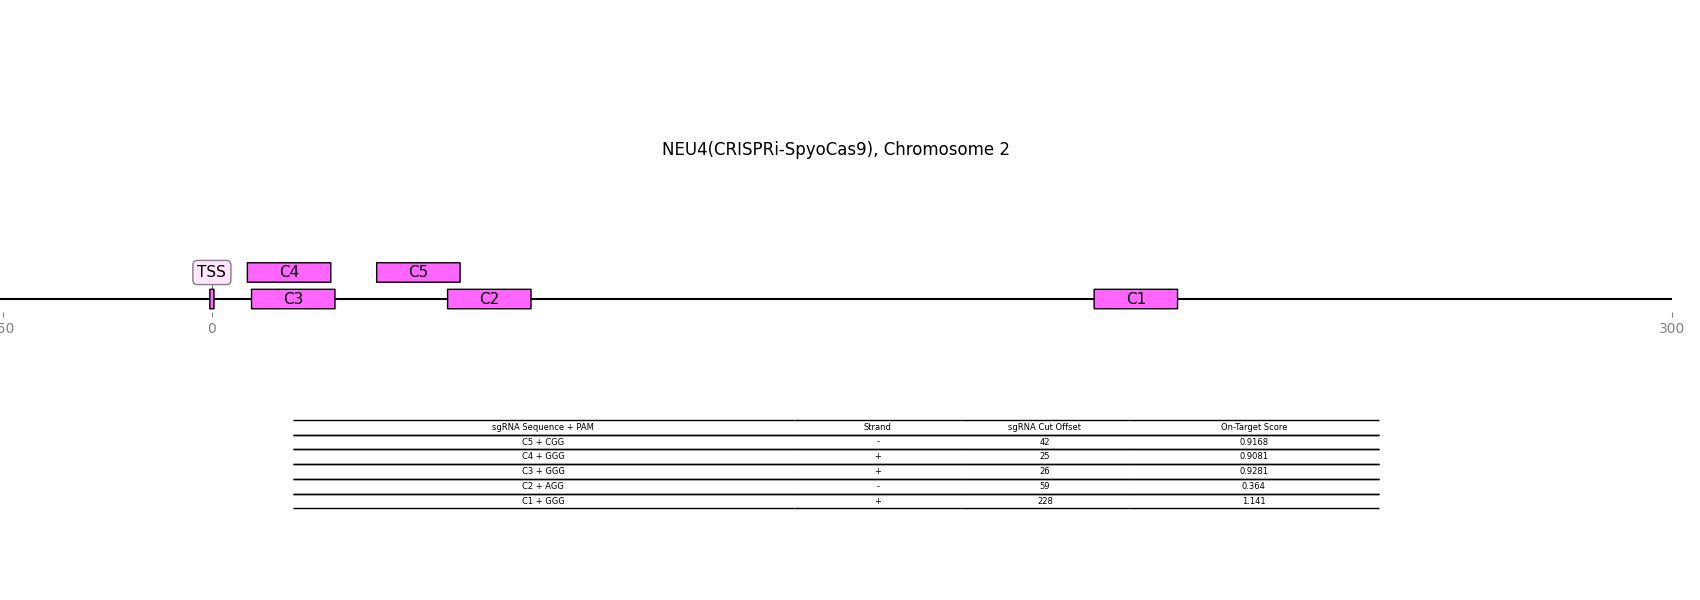 NEU4(CRISPRi-SpyoCas9), Chromosome 2
TSS C4 C5
C3 C2 C1
50 0 300
sgRNA Sequence + PAM Strand sgRNA Cut Offset On-Target Score
C5 + CGG - 42 0.9168
C4 + GGG + 25 0.9081
C3 + GGG + 26 0.9281
C2 + AGG - 59 0.364
C1 + GGG + 228 1.141